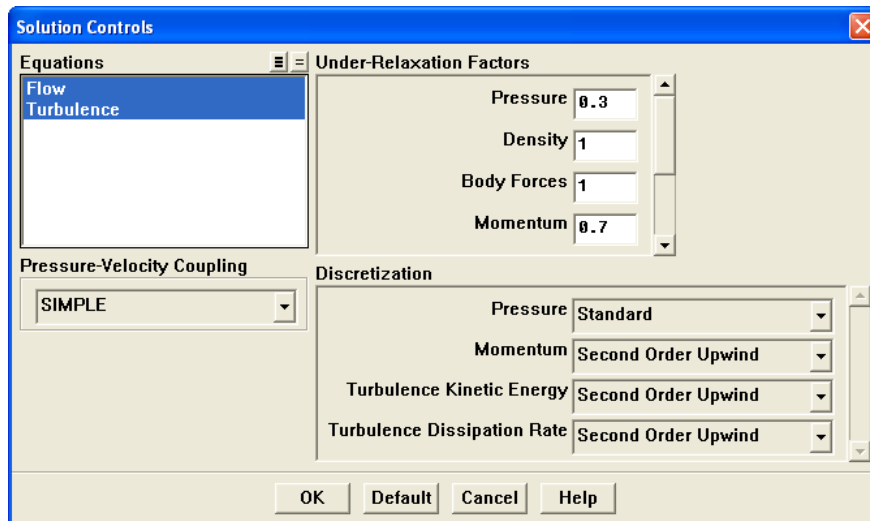 Solution Controls
Equations
Flow
Turbulence
Under-Relaxation Factors
Pressure 0.3
Density 1
Body Forces 1
Momentum 0.7
Pressure-Velocity Coupling
SIMPLE
Discretization
Pressure Standard
Momentum Second Order Upwind
Turbulence Kinetic Energy Second Order Upwind
Turbulence Dissipation Rate Second Order Upwind
OK Default Cancel Help